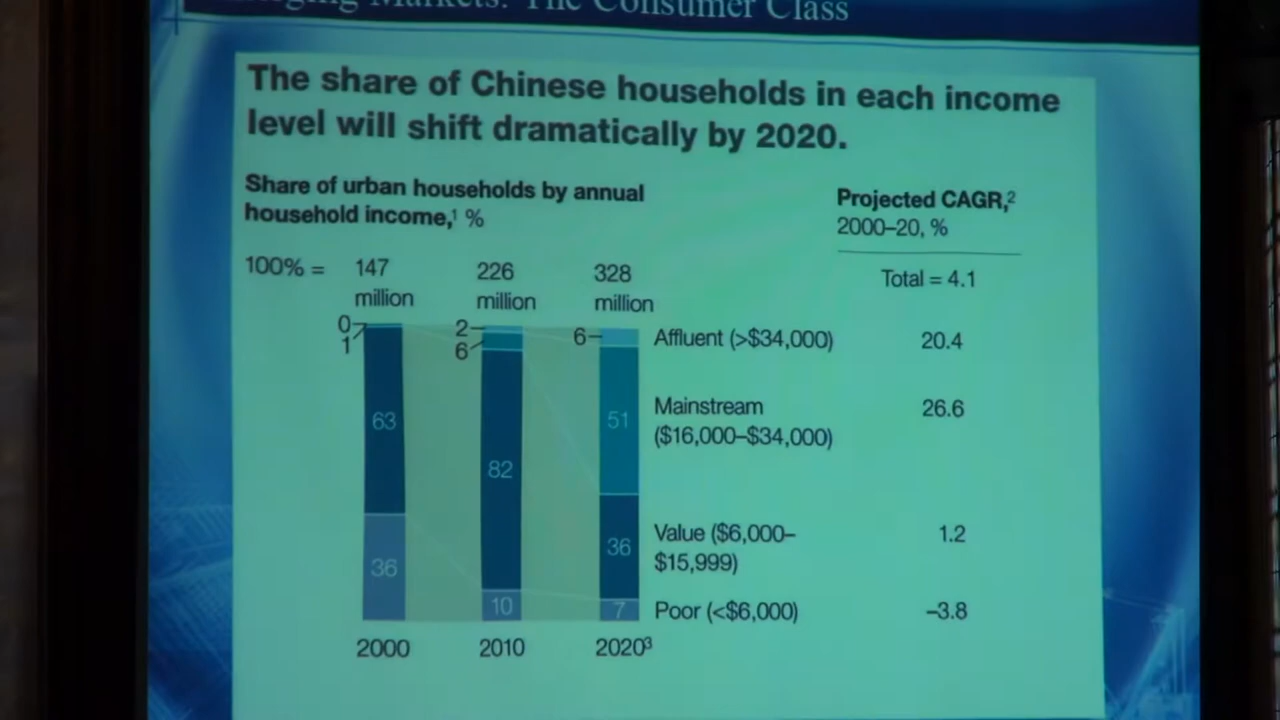 Markets: The Consumer Class
The share of Chinese households in each income
level will shift dramatically by 2020.
Share of urban households by annual
household income,¹ %
Projected CAGR,²
2000–20, %
100% =
147
million
226
million
328
million
Total = 4.1
0
1
2
6
6
Affluent (>$34,000)
20.4
63
82
51
Mainstream
($16,000–$34,000)
26.6
36
Value ($6,000–
$15,999)
1.2
36
10
7
Poor (<$6,000)
–3.8
2000
2010
2020³